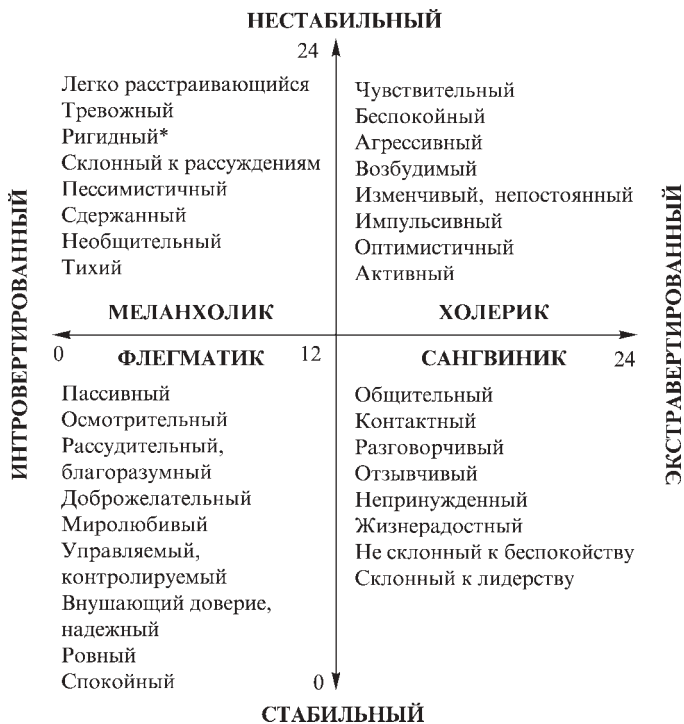 НЕСТАБИЛЬНЫЙ
24
Легко расстраивающийся
Тревожный
Ригидный*
Склонный к рассуждениям
Пессимистичный
Сдержанный
Необщительный
Тихий
Чувствительный
Беспокойный
Агрессивный
Возбудимый
Изменчивый, непостоянный
Импульсивный
Оптимистичный
Активный
ИНТРОВЕРТИРОВАННЫЙ
ЭКСТРАВЕРТИРОВАННЫЙ
МЕЛАНХОЛИК
ХОЛЕРИК
0
ФЛЕГМАТИК
12
САНГВИНИК
24
Пассивный
Осмотрительный
Рассудительный,
благоразумный
Доброжелательный
Миролюбивый
Управляемый,
контролируемый
Внушающий доверие,
надежный
Ровный
Спокойный
Общительный
Контактный
Разговорчивый
Отзывчивый
Непринужденный
Жизнерадостный
Не склонный к беспокойству
Склонный к лидерству
0
СТАБИЛЬНЫЙ